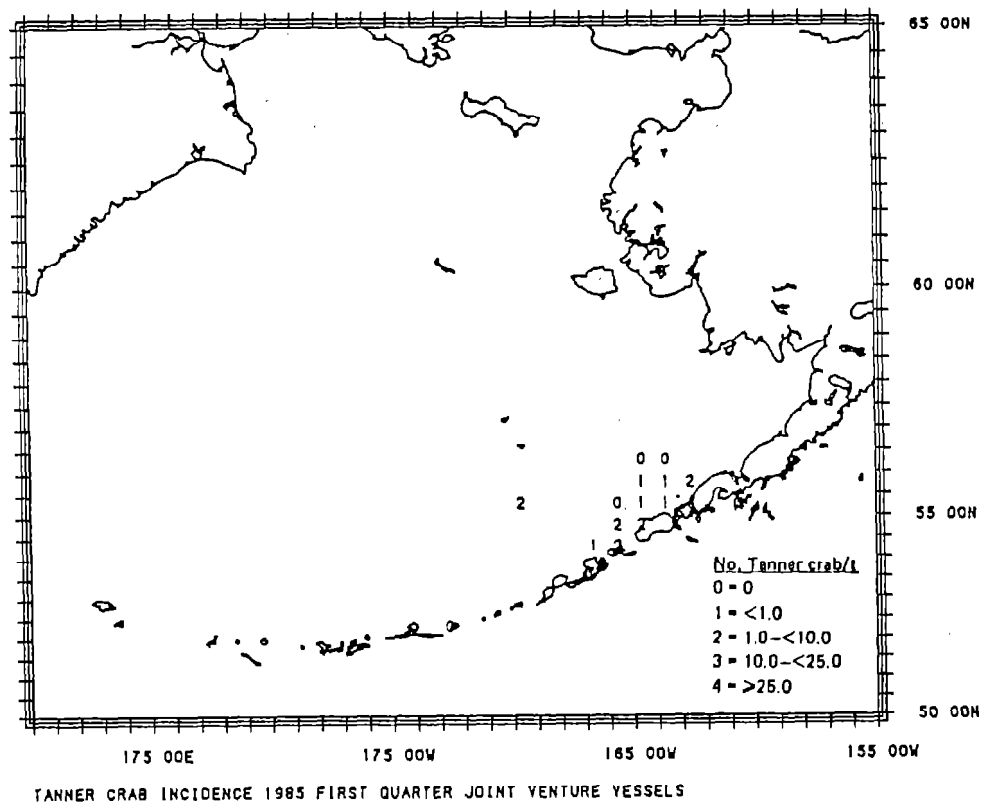 65 00N
60 00N
0 0
1 1 2
2 0 1 1
2 2
1 2
55 00N
No. Tanner crab/t
0 = 0
1 = <1.0
2 = 1.0-<10.0
3 = 10.0-<25.0
4 = ≥25.0
50 00N
175 00E 175 00W 165 00W 155 00W
TANNER CRAB INCIDENCE 1985 FIRST QUARTER JOINT VENTURE VESSELS